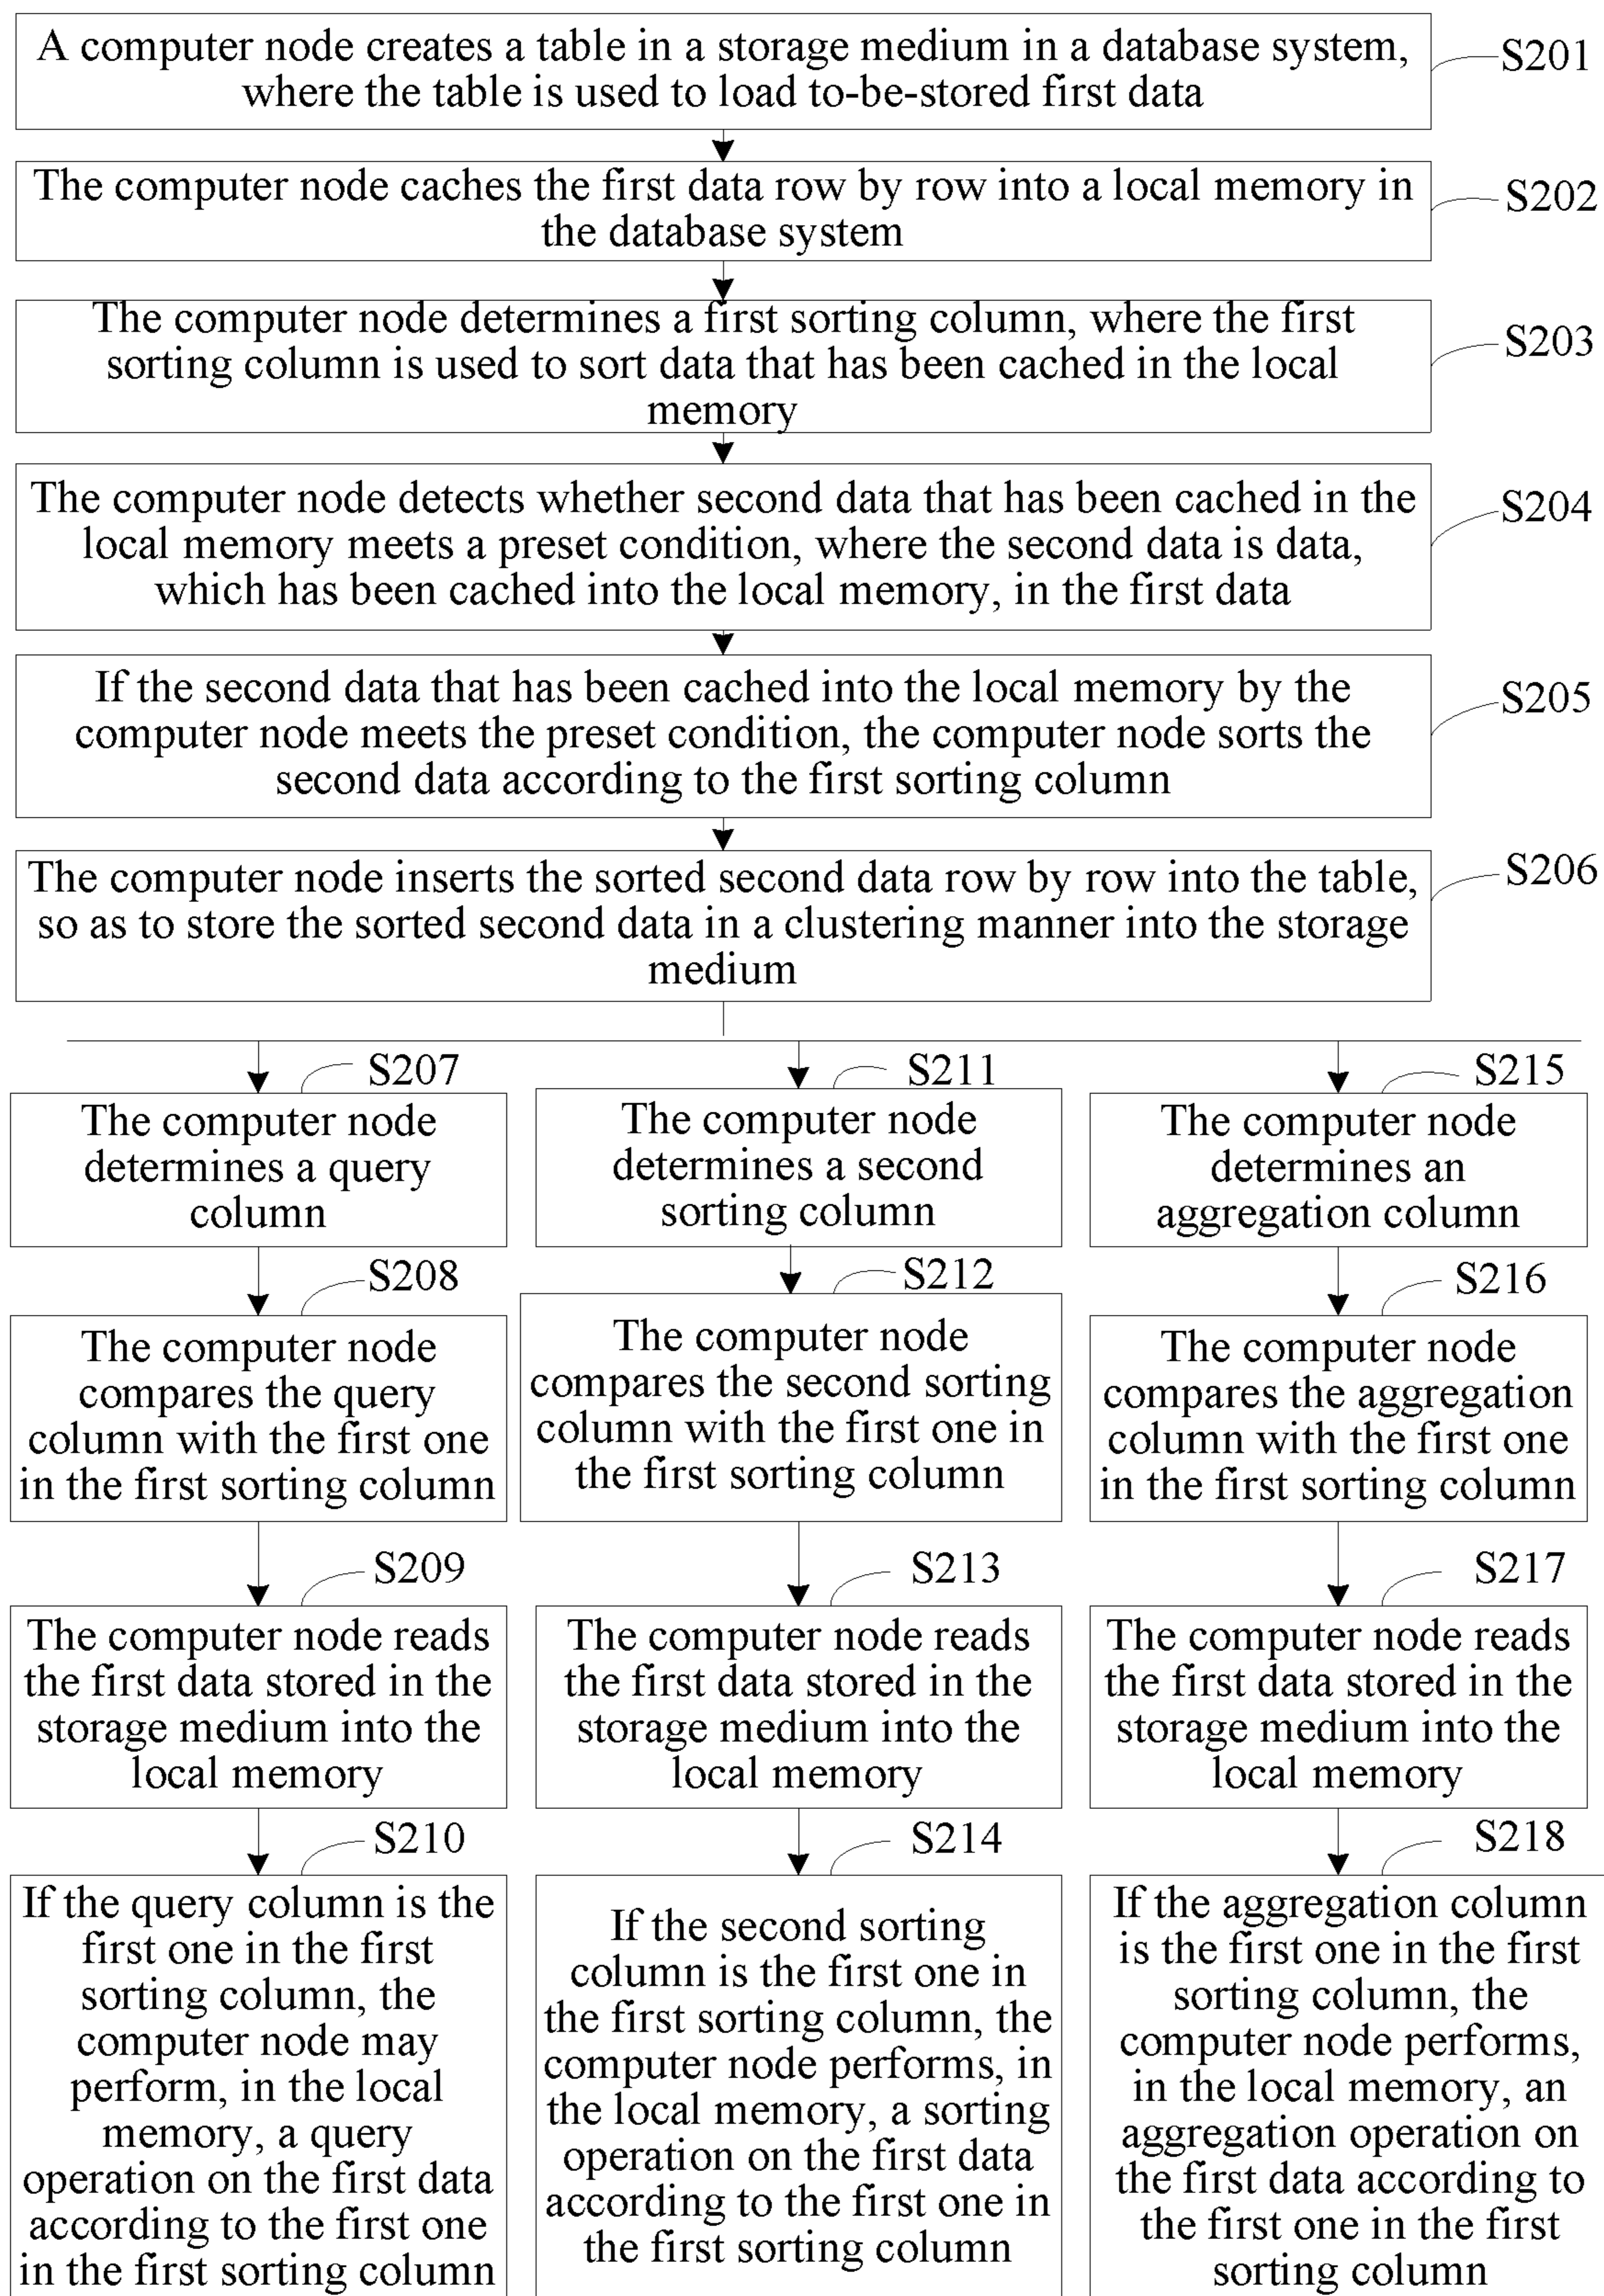 A computer node creates a table in a storage medium in a database system,
where the table is used to load to-be-stored first data
S201
The computer node caches the first data row by row into a local memory in
the database system
S202
The computer node determines a first sorting column, where the first
sorting column is used to sort data that has been cached in the local
memory
S203
The computer node detects whether second data that has been cached in the
local memory meets a preset condition, where the second data is data,
which has been cached into the local memory, in the first data
S204
If the second data that has been cached into the local memory by the
computer node meets the preset condition, the computer node sorts the
second data according to the first sorting column
S205
The computer node inserts the sorted second data row by row into the table,
so as to store the sorted second data in a clustering manner into the storage
medium
S206
S207
The computer node
determines a query
column
S208
The computer node
compares the query
column with the first one
in the first sorting column
S209
The computer node reads
the first data stored in the
storage medium into the
local memory
S210
If the query column is the
first one in the first
sorting column, the
computer node may
perform, in the local
memory, a query
operation on the first data
according to the first one
in the first sorting column
S211
The computer node
determines a second
sorting column
S212
The computer node
compares the second sorting
column with the first one in
the first sorting column
S213
The computer node reads
the first data stored in the
storage medium into the
local memory
S214
If the second sorting
column is the first one in
the first sorting column, the
computer node performs, in
the local memory, a sorting
operation on the first data
according to the first one in
the first sorting column
S215
The computer node
determines an
aggregation column
S216
The computer node
compares the aggregation
column with the first one
in the first sorting column
S217
The computer node reads
the first data stored in the
storage medium into the
local memory
S218
If the aggregation column
is the first one in the first
sorting column, the
computer node performs,
in the local memory, an
aggregation operation on
the first data according to
the first one in the first
sorting column